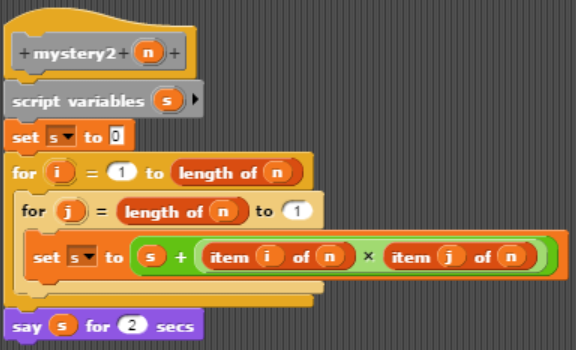 + mystery2 + n +
script variables s
set s to 0
for i = 1 to length of n
for j = length of n to 1
set s to s + item i of n × item j of n
say s for 2 secs